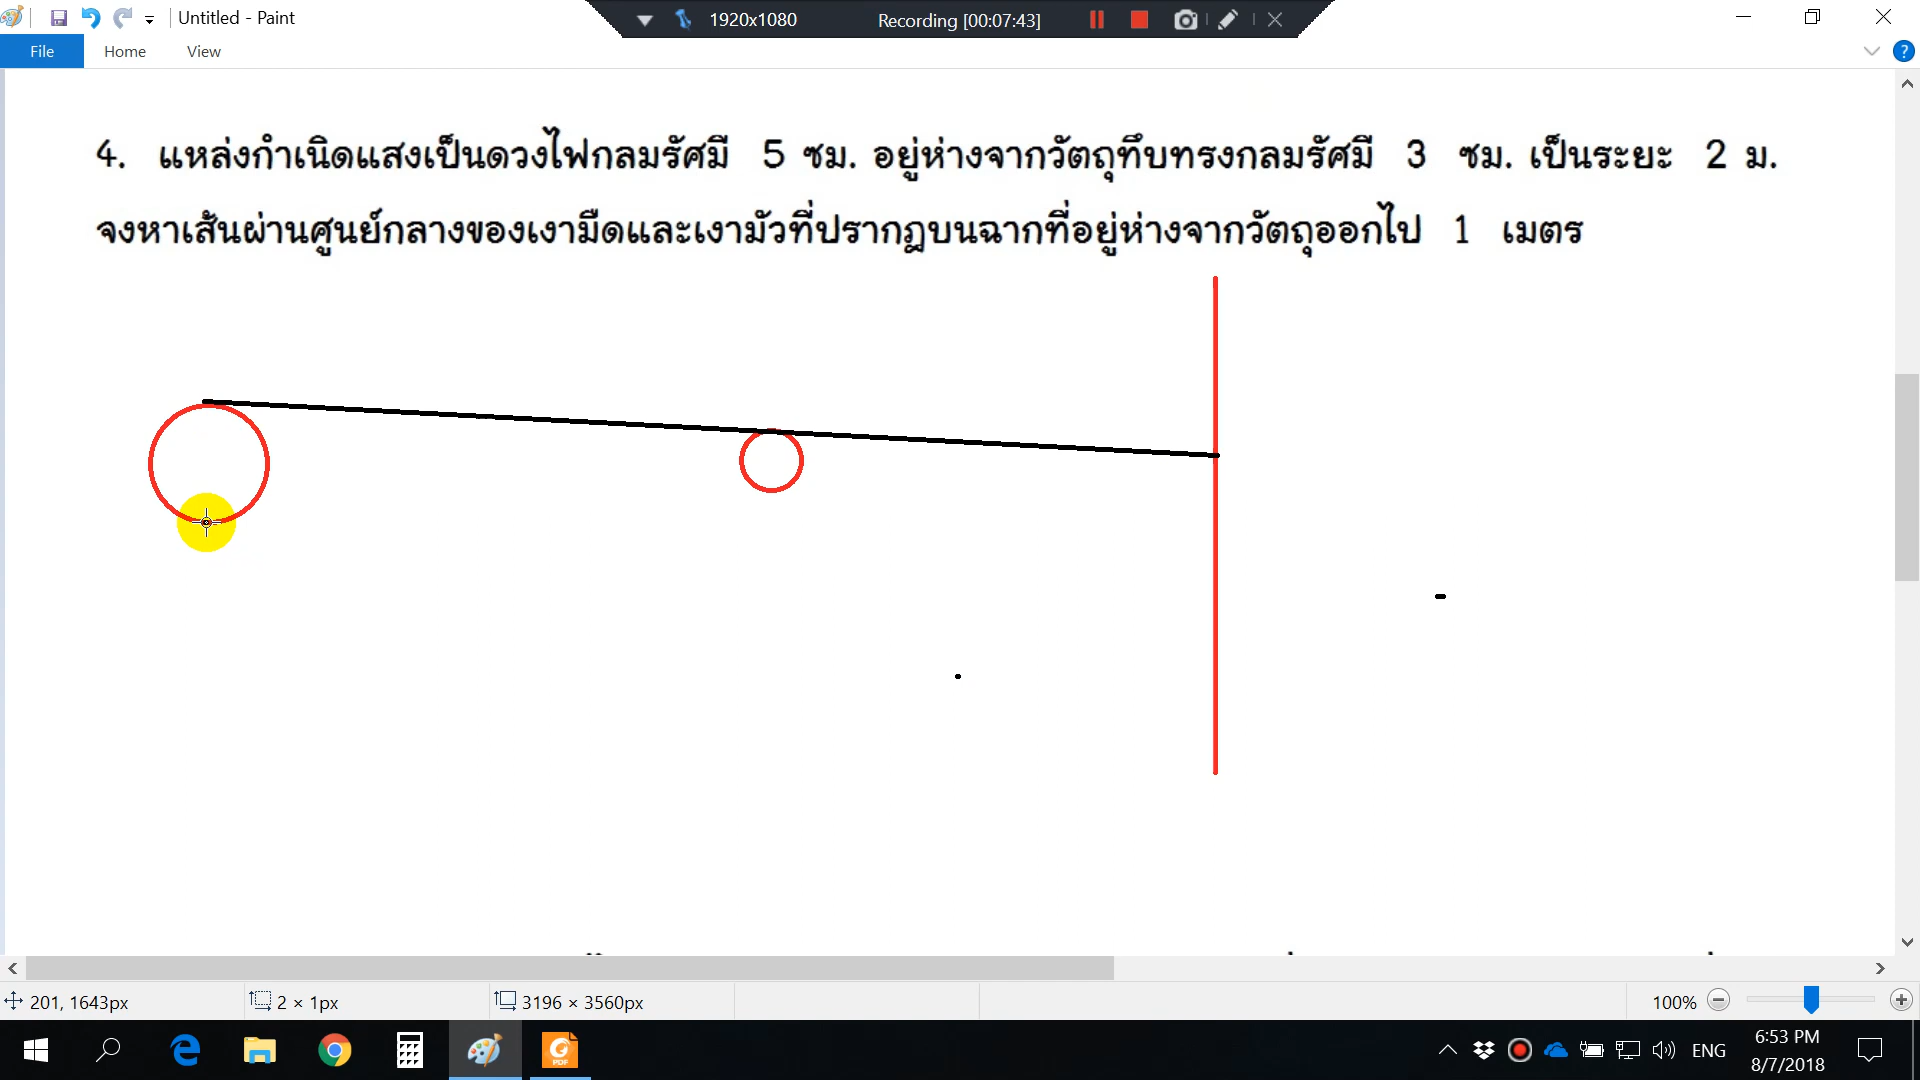 Untitled - Paint
1920x1080
Recording [00:07:43]
File
Home
View
?
4. แหล่งกำเนิดแสงเป็นดวงไฟกลมรัศมี 5 ซม. อยู่ห่างจากวัตถุทึบทรงกลมรัศมี 3 ซม. เป็นระยะ 2 ม.
จงหาเส้นผ่านศูนย์กลางของเงามืดและเงามัวที่ปรากฏบนฉากที่อยู่ห่างจากวัตถุออกไป 1 เมตร
201, 1643px
2 × 1px
3196 × 3560px
100%
PDF
ENG
6:53 PM
8/7/2018